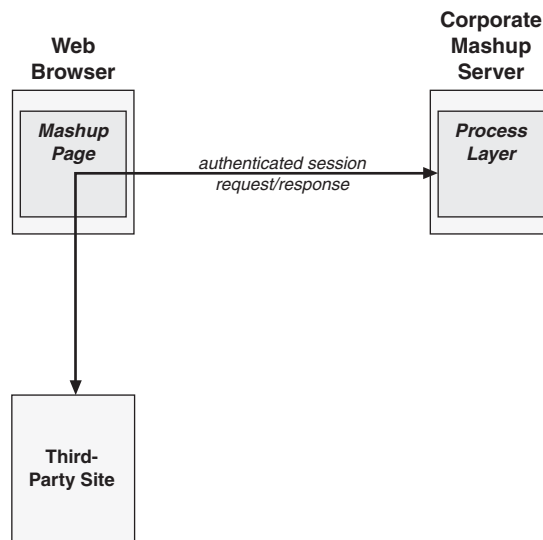 Web
Browser
Corporate
Mashup
Server
Mashup
Page
authenticated session
request/response
Process
Layer
Third-
Party Site